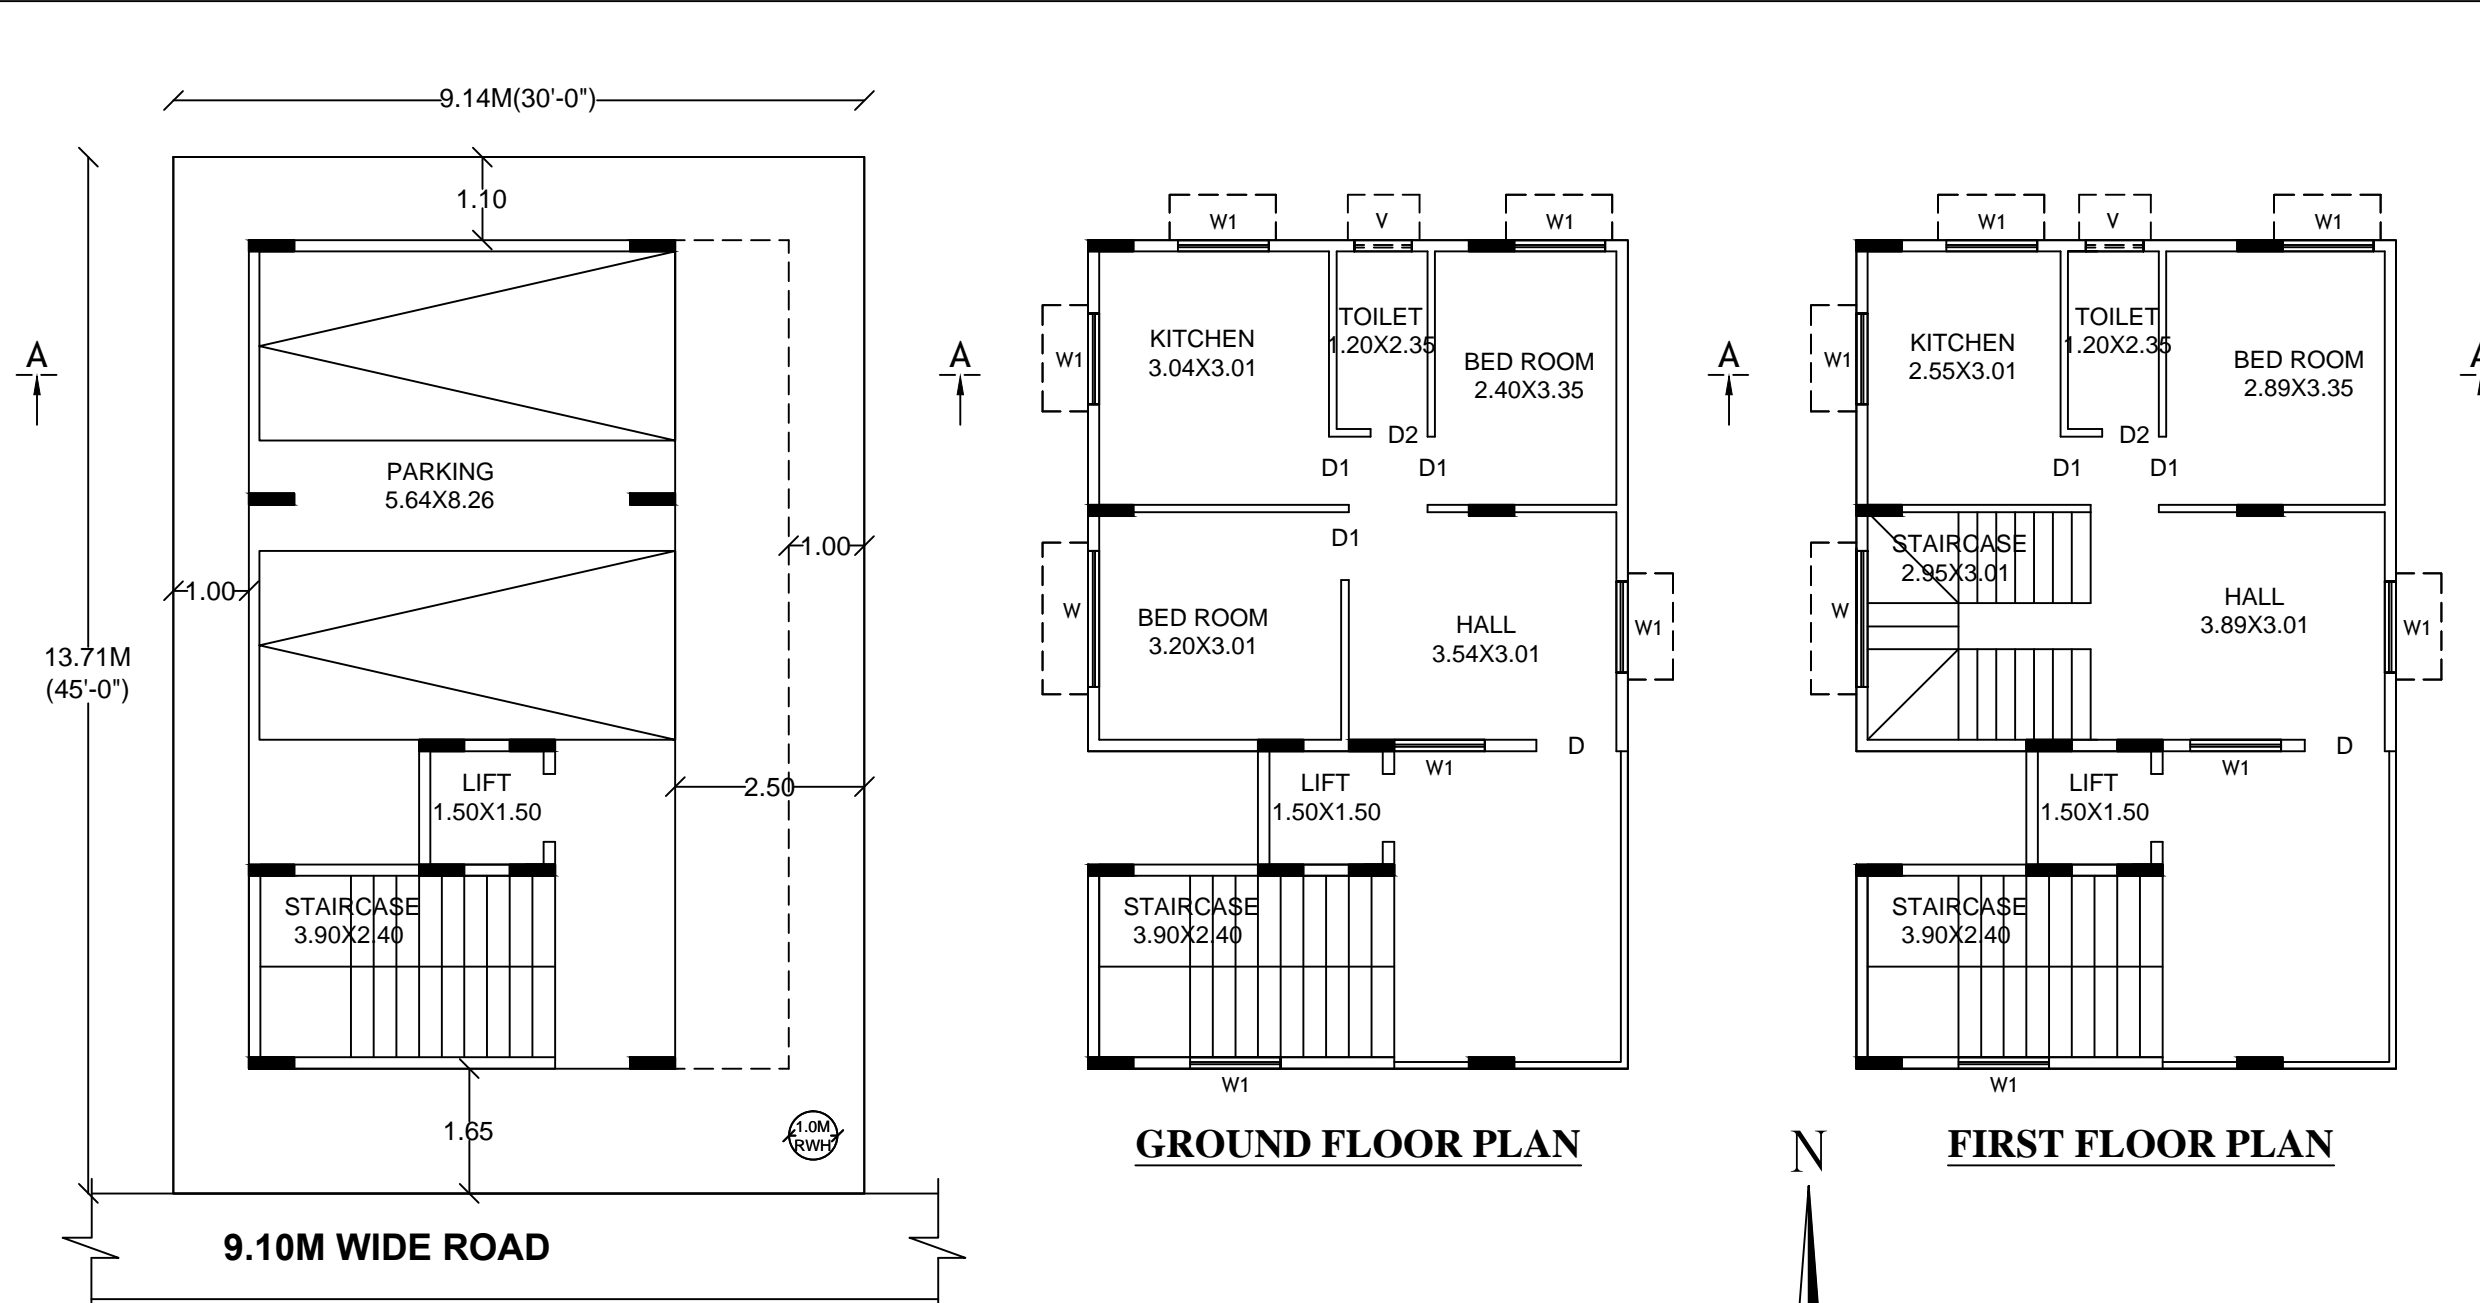 9.14M(30'-0")
1.10
A
PARKING
5.64X8.26
1.00
1.00
13.71M
(45'-0")
LIFT
1.50X1.50
2.50
STAIRCASE
3.90X2.40
1.65
1.0M
RWH
9.10M WIDE ROAD
W1
V
W1
A
W1
KITCHEN
3.04X3.01
TOILET
1.20X2.35
BED ROOM
2.40X3.35
D2
D1
D1
D1
W
BED ROOM
3.20X3.01
HALL
3.54X3.01
W1
D
W1
LIFT
1.50X1.50
STAIRCASE
3.90X2.40
W1
GROUND FLOOR PLAN
W1
V
W1
A
W1
KITCHEN
2.55X3.01
TOILET
1.20X2.35
BED ROOM
2.89X3.35
D2
D1
D1
STAIRCASE
2.95X3.01
W
HALL
3.89X3.01
W1
D
W1
LIFT
1.50X1.50
STAIRCASE
3.90X2.40
W1
N
FIRST FLOOR PLAN